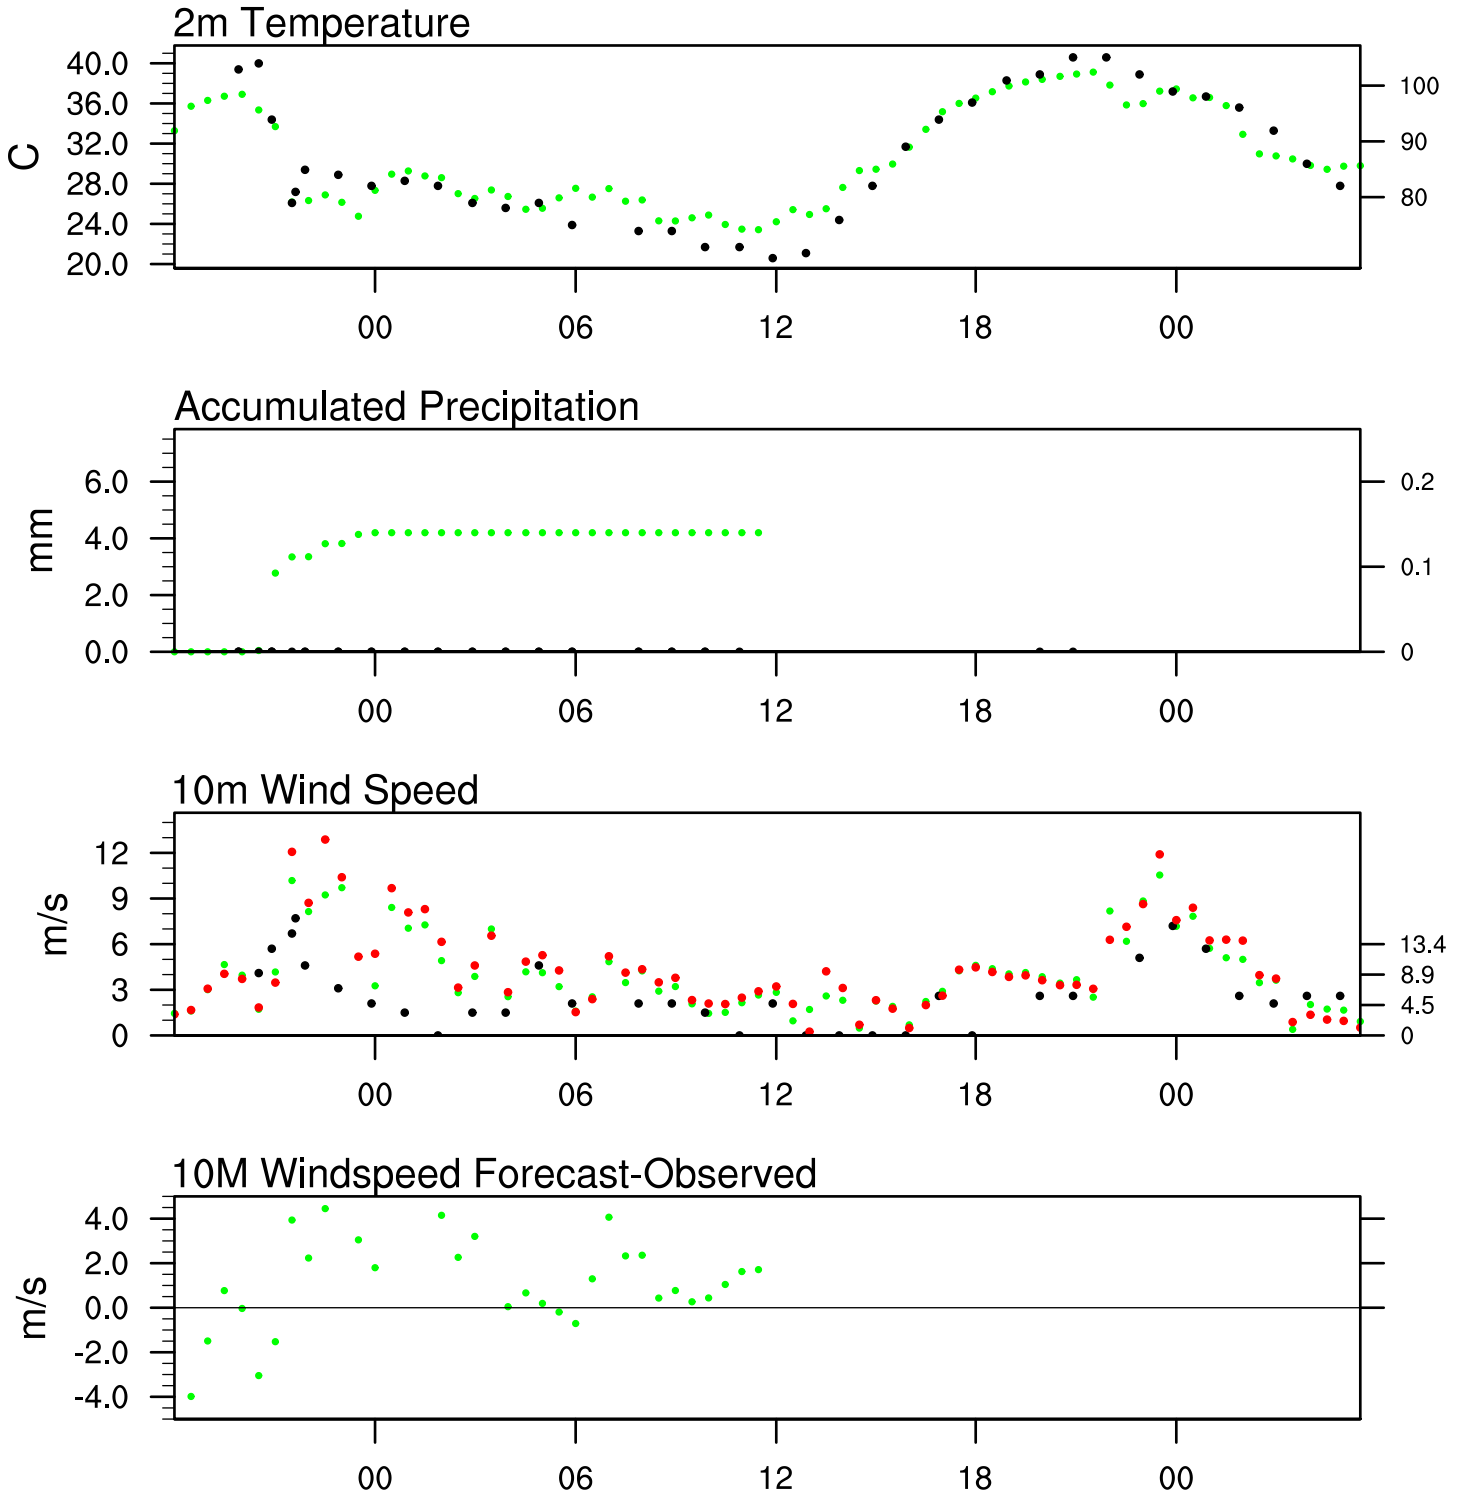 2m Temperature
40.0
36.0
32.0
28.0
24.0
20.0
C
100
90
80
00 06 12 18 00
Accumulated Precipitation
6.0
4.0
2.0
0.0
mm
0.2
0.1
0
00 06 12 18 00
10m Wind Speed
12
9
6
3
0
m/s
13.4
8.9
4.5
0
00 06 12 18 00
10M Windspeed Forecast-Observed
4.0
2.0
0.0
-2.0
-4.0
m/s
00 06 12 18 00